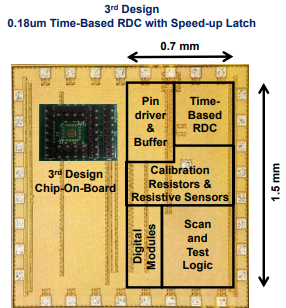 3rd Design
0.18um Time-Based RDC with Speed-up Latch
0.7 mm
Pin
driver
&
Buffer
Time-
Based
RDC
3rd Design
Chip-On-Board
Calibration
Resistors &
Resistive Sensors
1.5 mm
Digital
Modules
Scan
and
Test
Logic